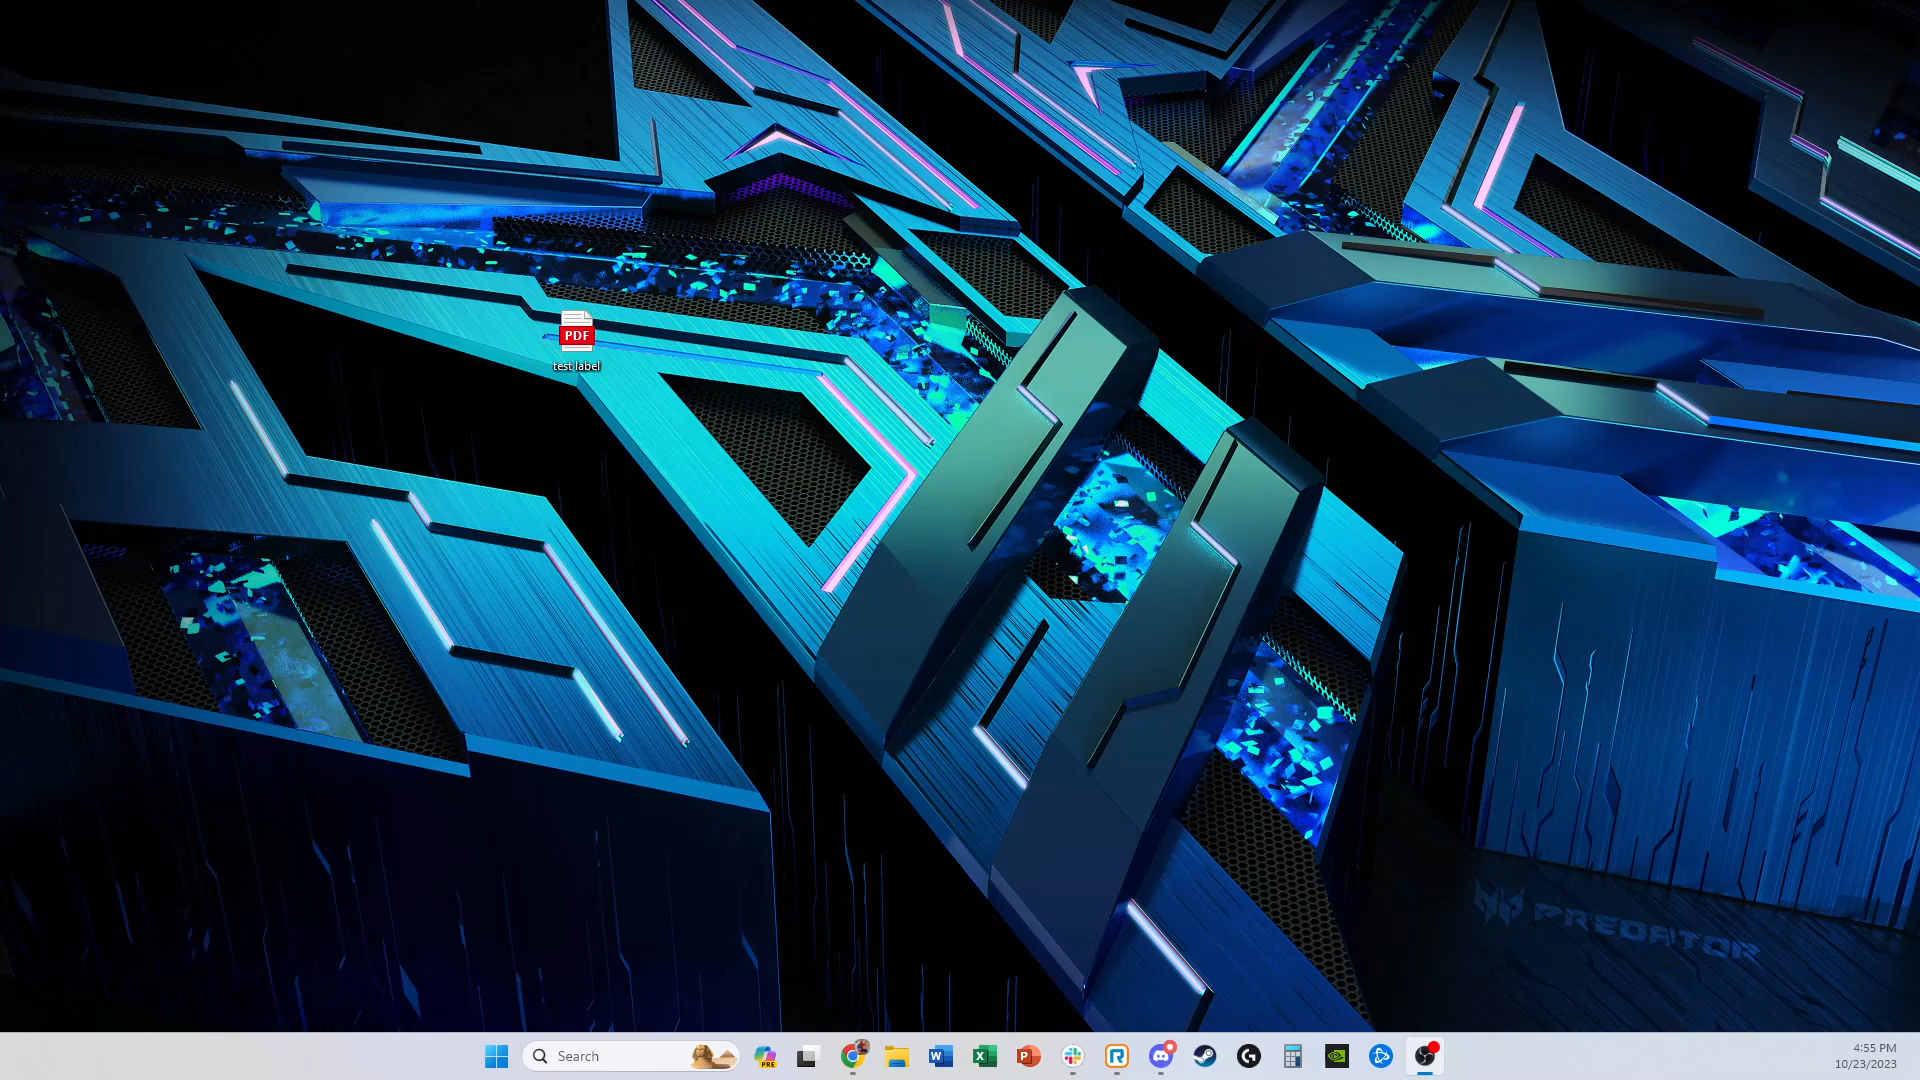 PDF
test label
PREDATOR
Search
PRE
W
X
P
R
G
4:55 PM
10/23/2023